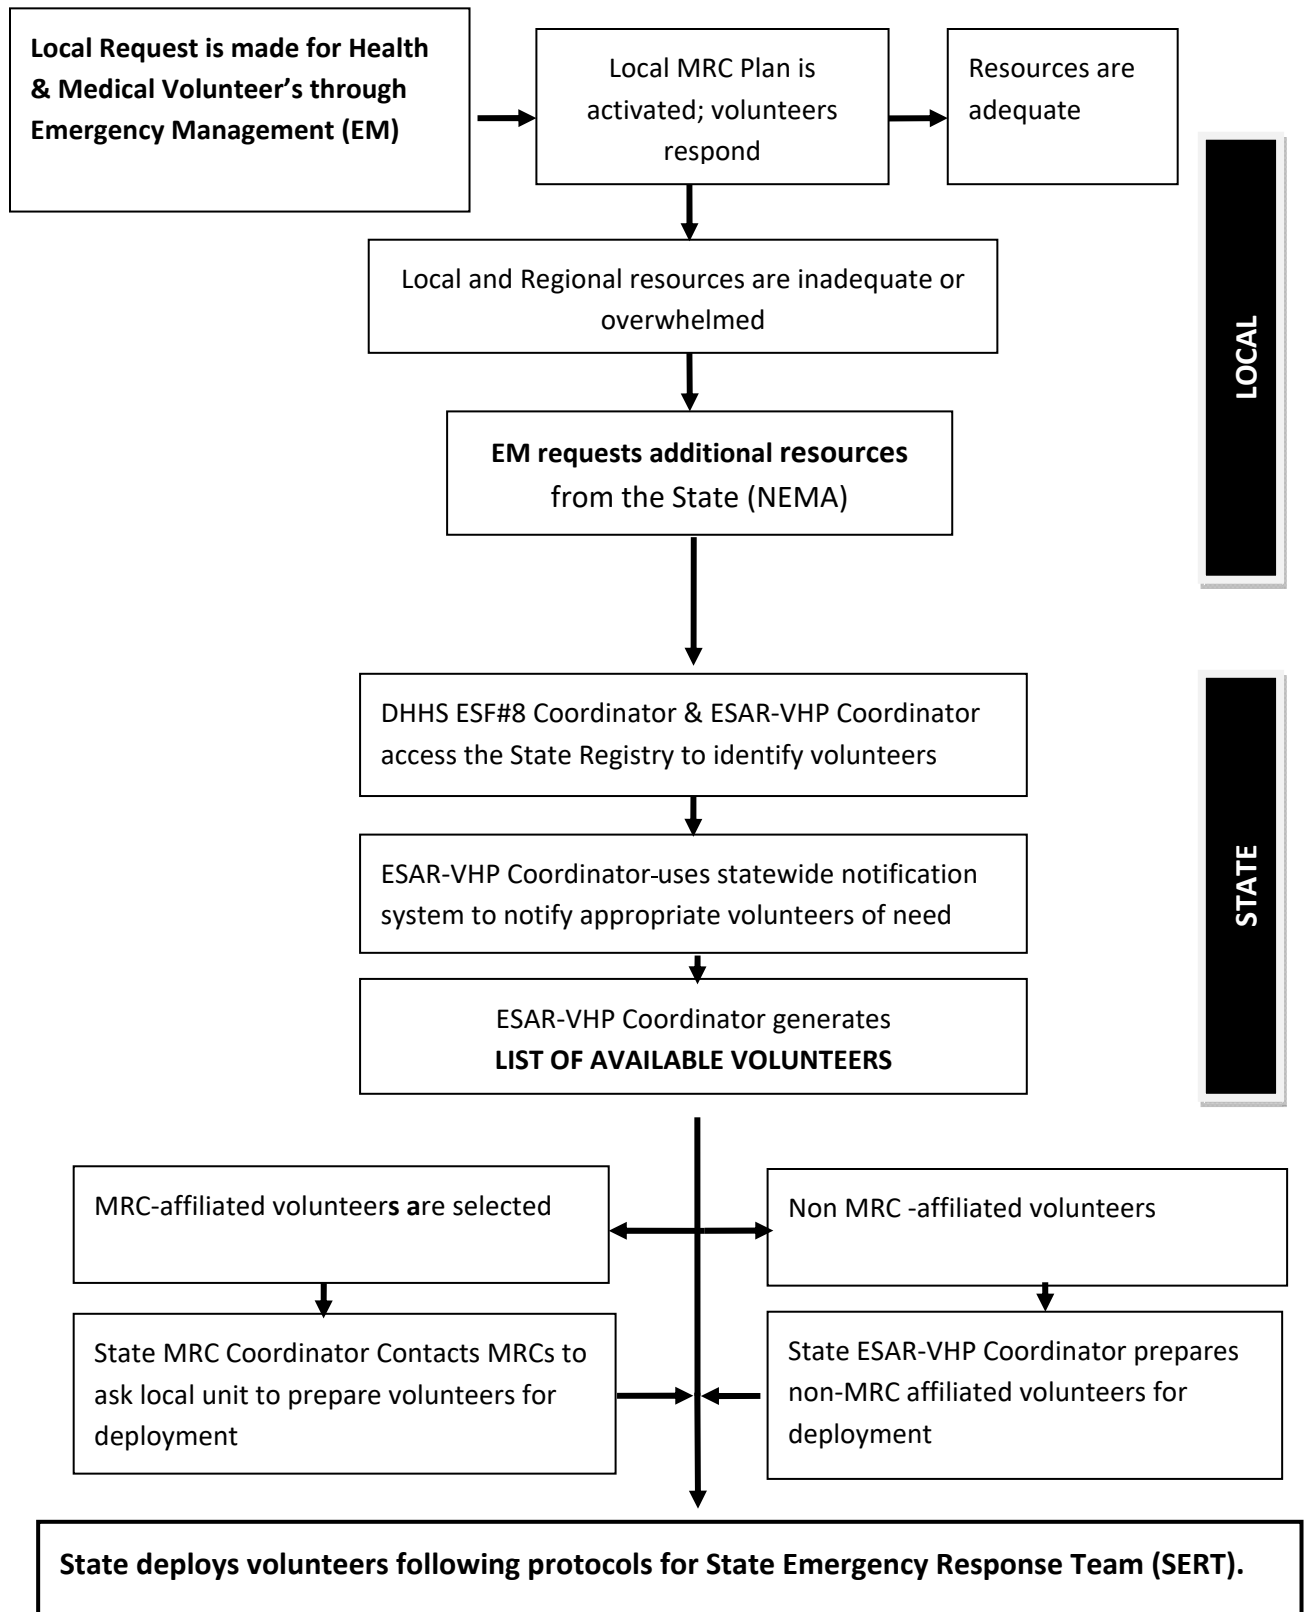 Local Request is made for Health
& Medical Volunteer's through
Emergency Management (EM)
Local MRC Plan is
activated; volunteers
respond
Resources are
adequate
Local and Regional resources are inadequate or
overwhelmed
EM requests additional resources
from the State (NEMA)
LOCAL
DHHS ESF#8 Coordinator & ESAR-VHP Coordinator
access the State Registry to identify volunteers
ESAR-VHP Coordinator-uses statewide notification
system to notify appropriate volunteers of need
ESAR-VHP Coordinator generates
LIST OF AVAILABLE VOLUNTEERS
STATE
MRC-affiliated volunteers are selected
Non MRC -affiliated volunteers
State MRC Coordinator Contacts MRCs to
ask local unit to prepare volunteers for
deployment
State ESAR-VHP Coordinator prepares
non-MRC affiliated volunteers for
deployment
State deploys volunteers following protocols for State Emergency Response Team (SERT).